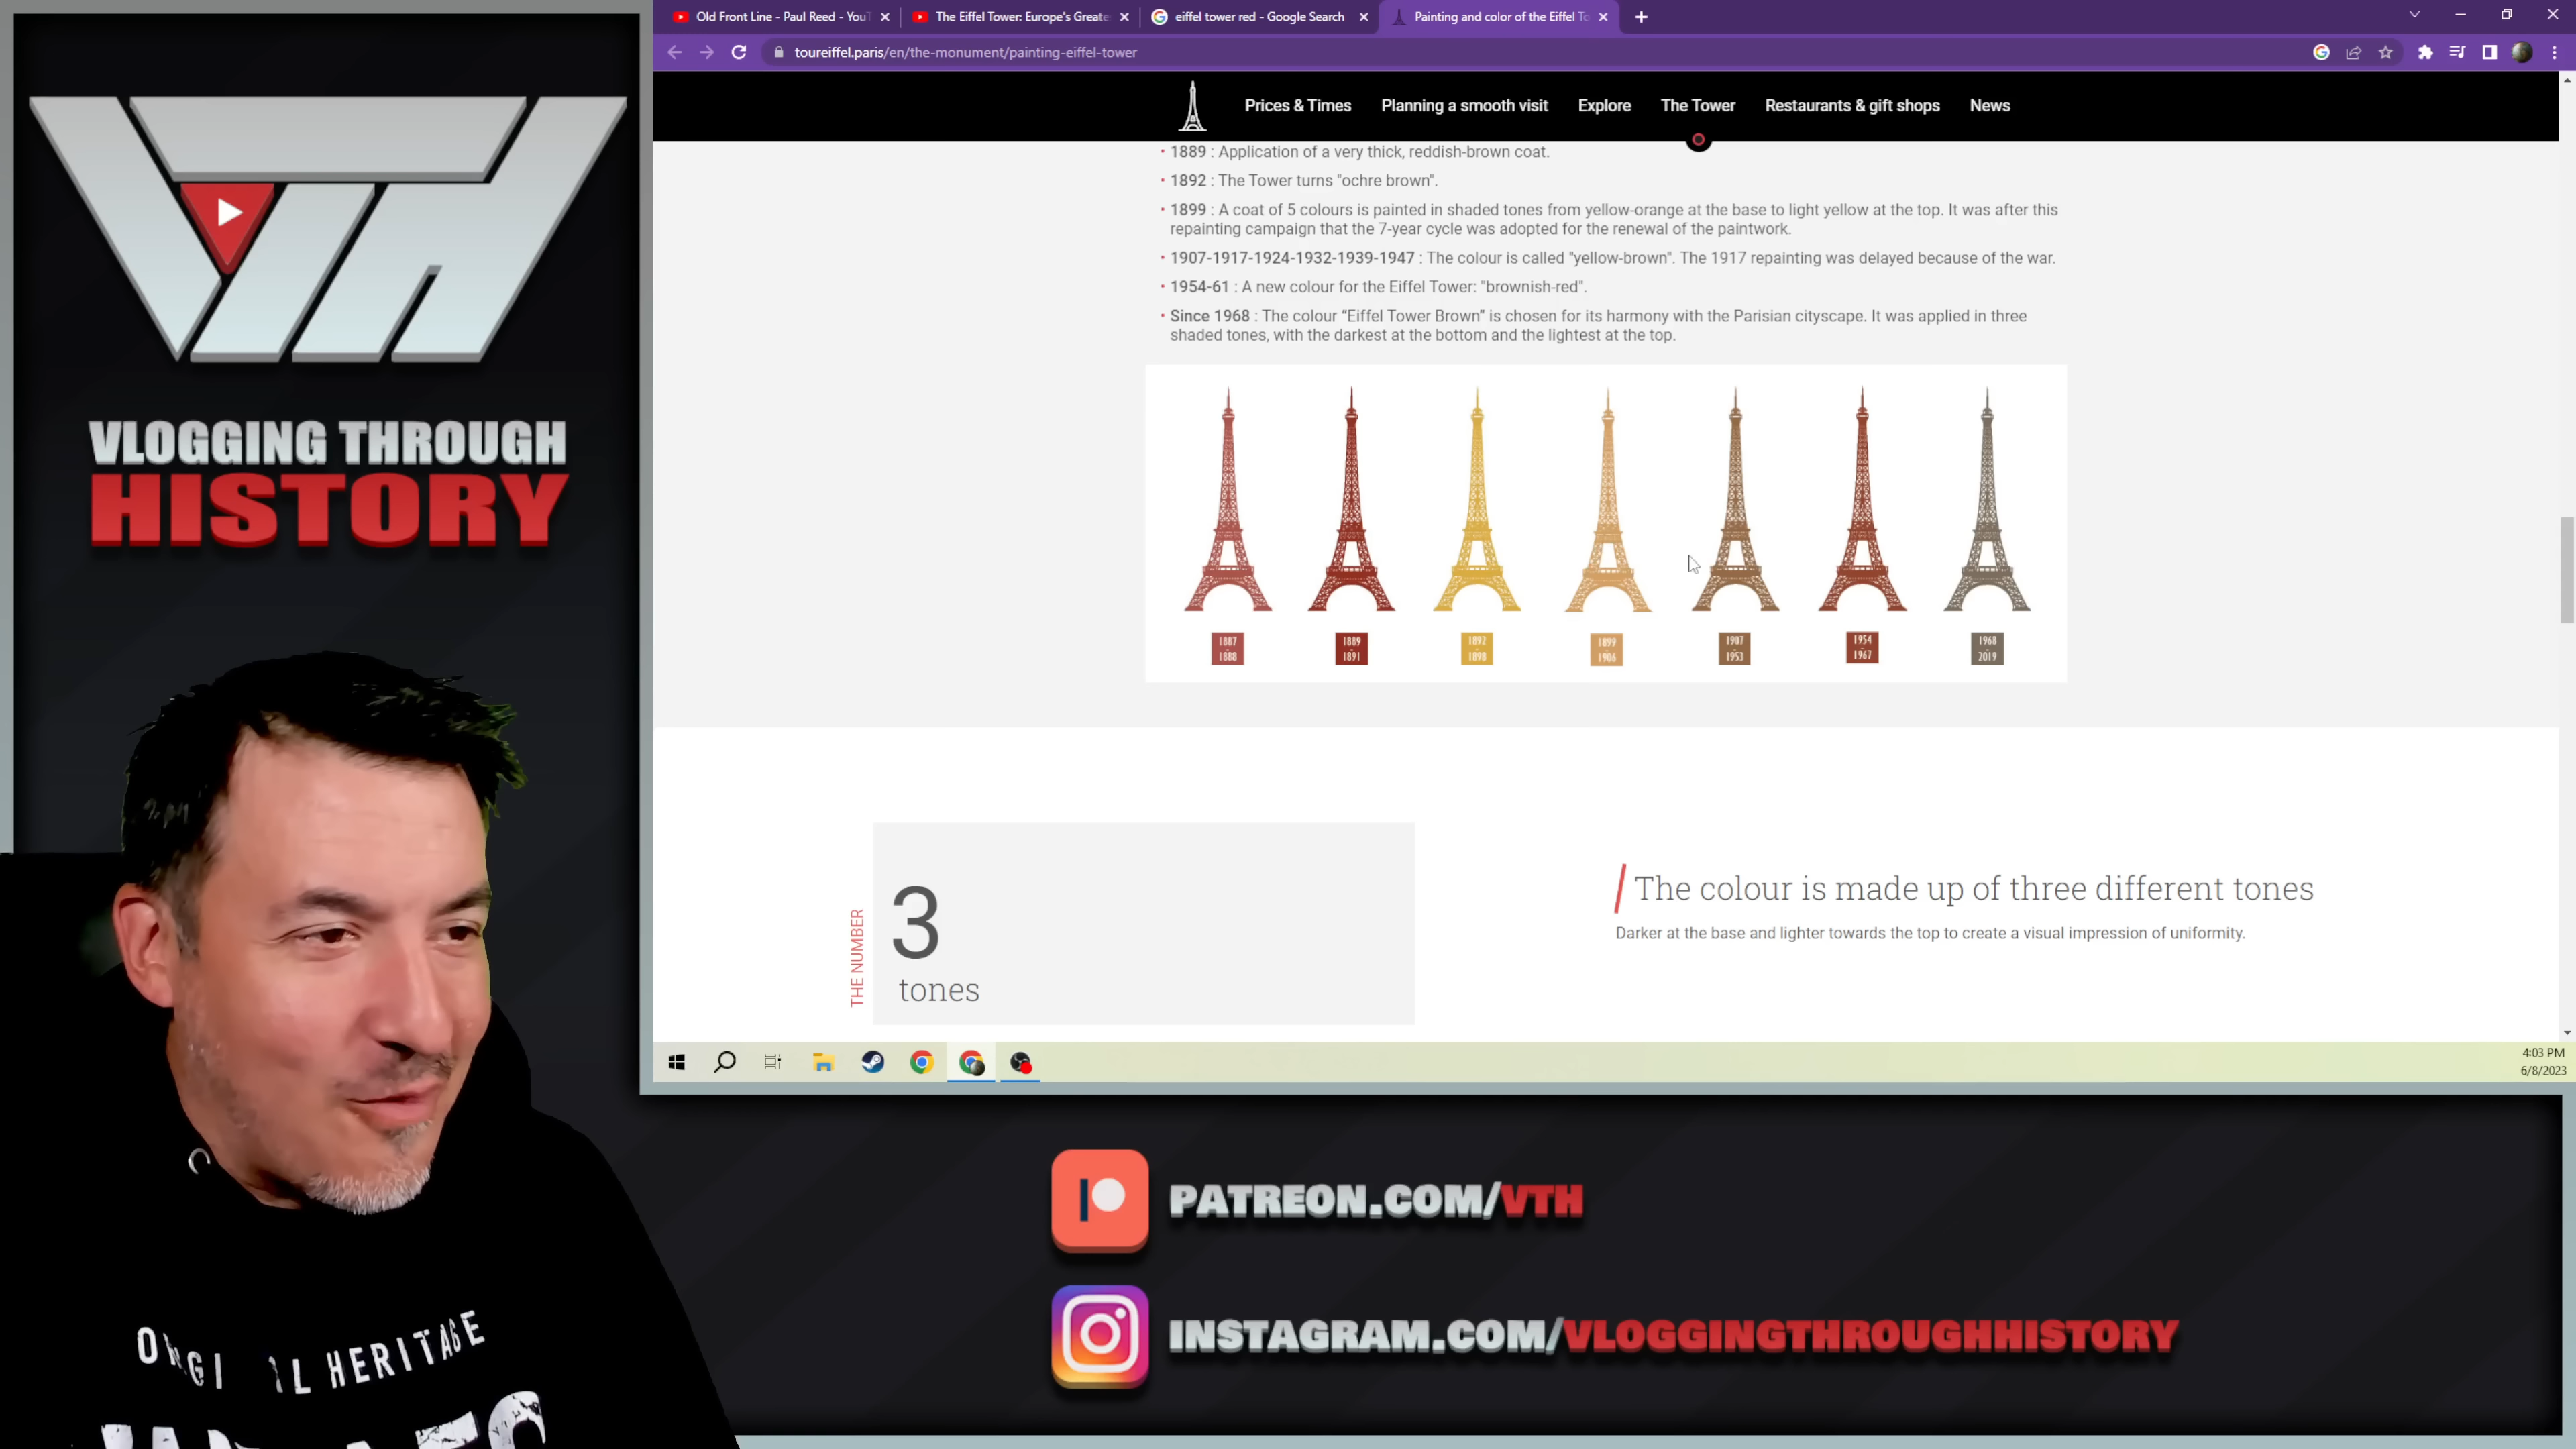 Old Front Line - Paul Reed - YouT
The Eiffel Tower: Europe's Greate
eiffel tower red - Google Search
Painting and color of the Eiffel To
toureiffel.paris/en/the-monument/painting-eiffel-tower
Prices & Times
Planning a smooth visit
Explore
The Tower
Restaurants & gift shops
News
• 1889 : Application of a very thick, reddish-brown coat.
• 1892 : The Tower turns "ochre brown".
• 1899 : A coat of 5 colours is painted in shaded tones from yellow-orange at the base to light yellow at the top. It was after this
repainting campaign that the 7-year cycle was adopted for the renewal of the paintwork.
• 1907-1917-1924-1932-1939-1947 : The colour is called "yellow-brown". The 1917 repainting was delayed because of the war.
• 1954-61 : A new colour for the Eiffel Tower: "brownish-red".
• Since 1968 : The colour “Eiffel Tower Brown” is chosen for its harmony with the Parisian cityscape. It was applied in three
shaded tones, with the darkest at the bottom and the lightest at the top.
1887
1888
1889
1891
1892
1898
1899
1906
1907
1953
1954
1967
1968
2019
THE NUMBER
3
tones
The colour is made up of three different tones
Darker at the base and lighter towards the top to create a visual impression of uniformity.
4:03 PM
6/8/2023
VTH
VLOGGING THROUGH
HISTORY
HERITAGE
PATREON.COM/VTH
INSTAGRAM.COM/VLOGGINGTHROUGHHISTORY